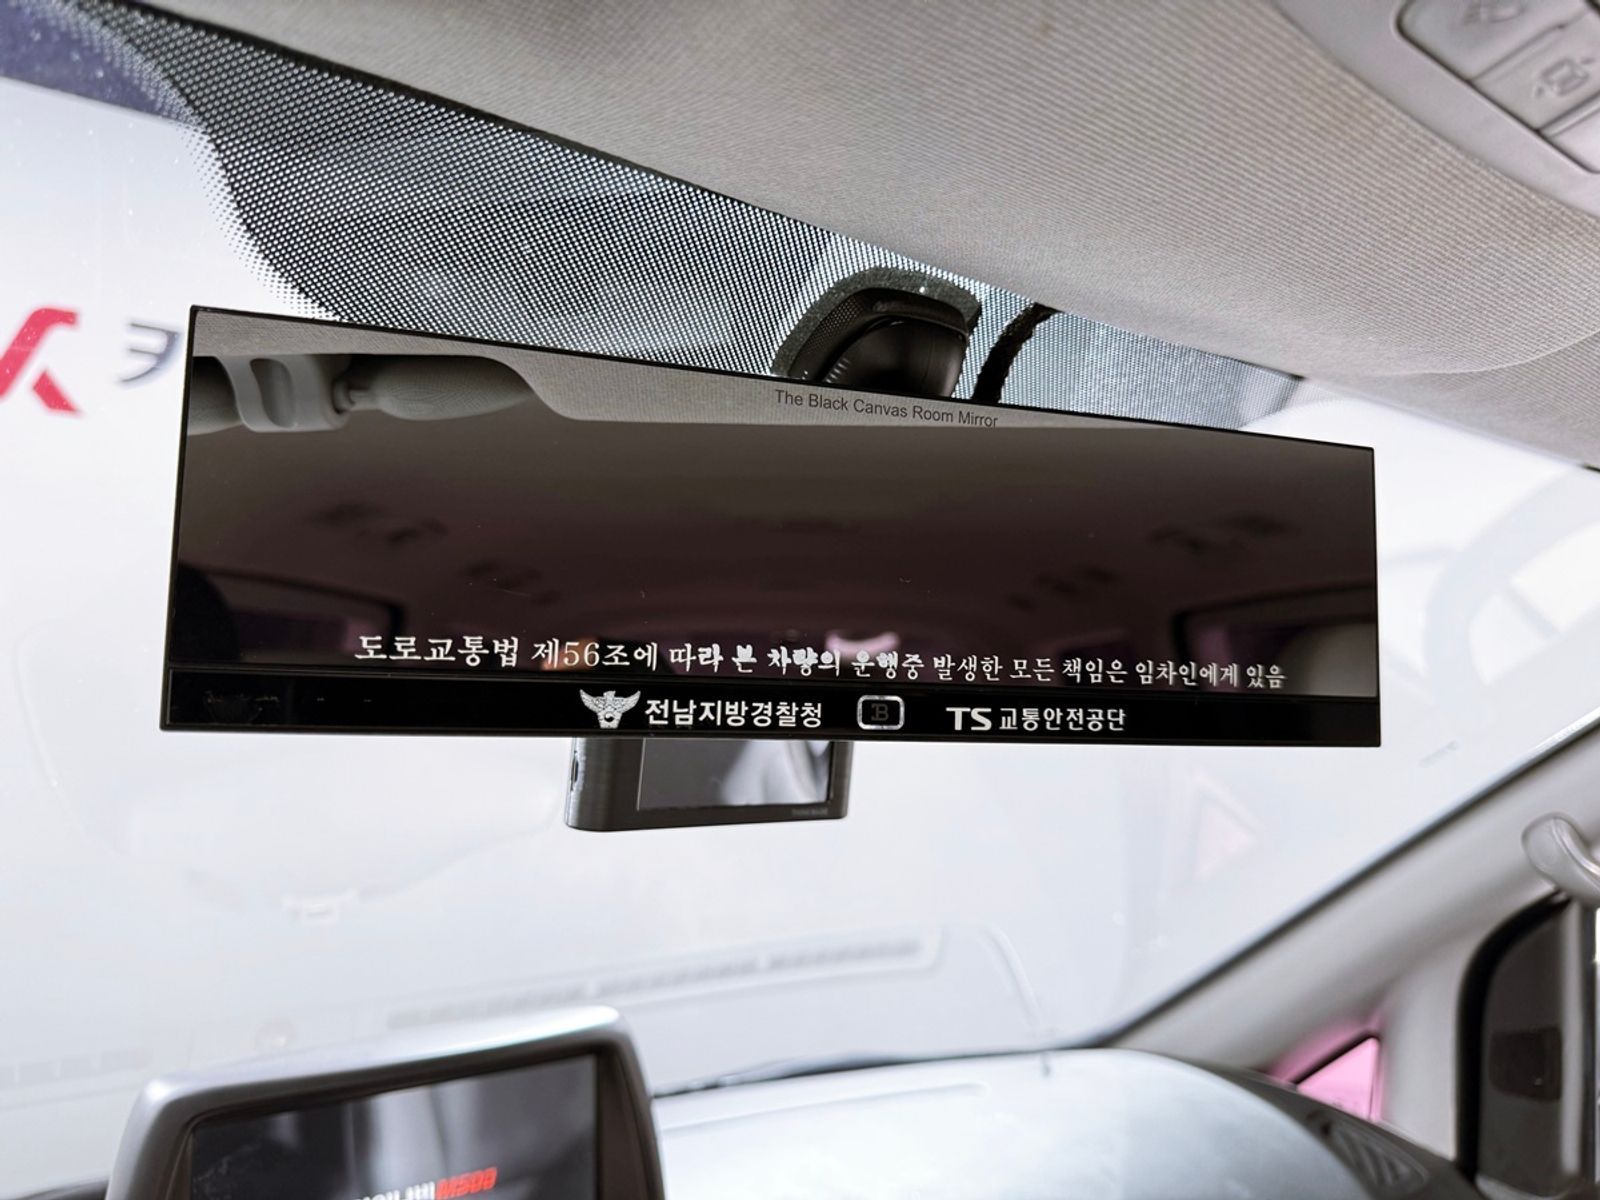 The Black Canvas Room Mirror
도로교통법 제56조에 따라 본 차량의 운행중 발생한 모든 책임은 임차인에게 있음
전남지방경찰청
B
TS 교통안전공단